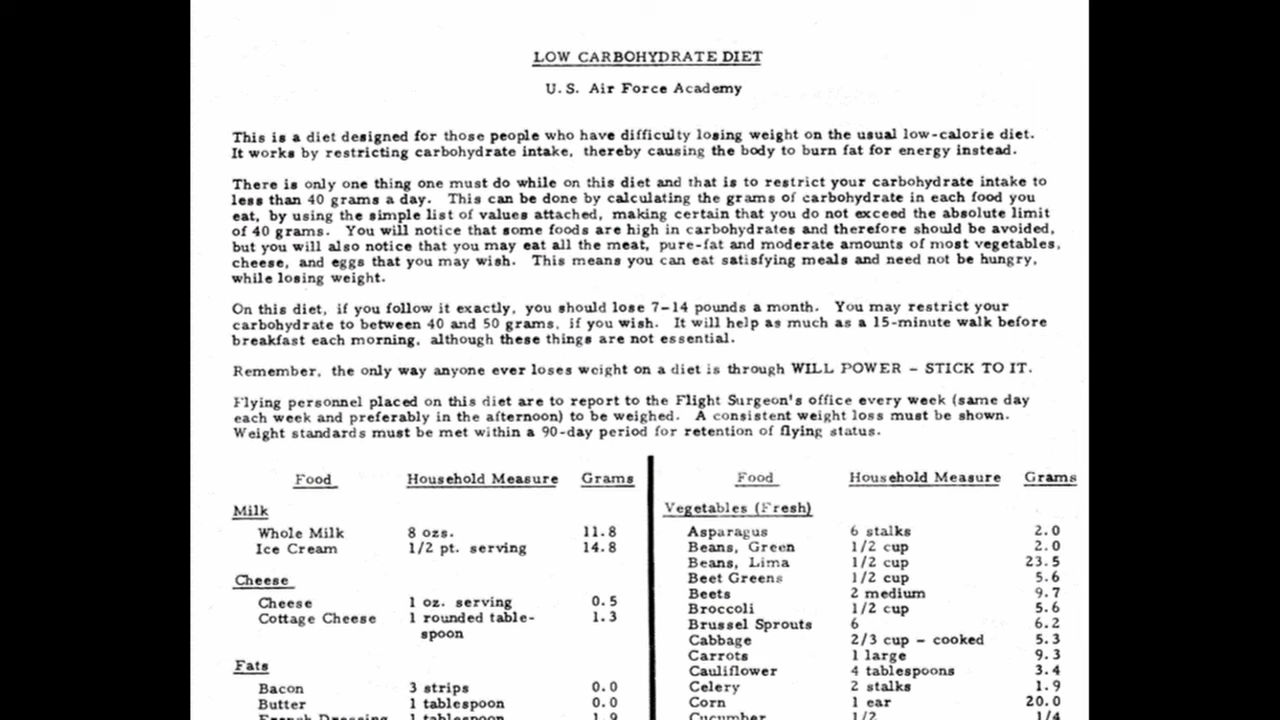 LOW CARBOHYDRATE DIET
U.S. Air Force Academy
This is a diet designed for those people who have difficulty losing weight on the usual low-calorie diet.
It works by restricting carbohydrate intake, thereby causing the body to burn fat for energy instead.
There is only one thing one must do while on this diet and that is to restrict your carbohydrate intake to
less than 40 grams a day. This can be done by calculating the grams of carbohydrate in each food you
eat, by using the simple list of values attached, making certain that you do not exceed the absolute limit
of 40 grams. You will notice that some foods are high in carbohydrates and therefore should be avoided,
but you will also notice that you may eat all the meat, pure-fat and moderate amounts of most vegetables,
cheese, and eggs that you may wish. This means you can eat satisfying meals and need not be hungry,
while losing weight.
On this diet, if you follow it exactly, you should lose 7-14 pounds a month. You may restrict your
carbohydrate to between 40 and 50 grams, if you wish. It will help as much as a 15-minute walk before
breakfast each morning, although these things are not essential.
Remember, the only way anyone ever loses weight on a diet is through WILL POWER - STICK TO IT.
Flying personnel placed on this diet are to report to the Flight Surgeon's office every week (same day
each week and preferably in the afternoon) to be weighed. A consistent weight loss must be shown.
Weight standards must be met within a 90-day period for retention of flying status.
Food Household Measure Grams
Milk
Whole Milk 8 ozs. 11.8
Ice Cream 1/2 pt. serving 14.8
Cheese
Cheese 1 oz. serving 0.5
Cottage Cheese 1 rounded table- 1.3
spoon
Fats
Bacon 3 strips 0.0
Butter 1 tablespoon 0.0
French Dressing 1 tablespoon 1.9
Food Household Measure Grams
Vegetables (Fresh)
Asparagus 6 stalks 2.0
Beans, Green 1/2 cup 2.0
Beans, Lima 1/2 cup 23.5
Beet Greens 1/2 cup 5.6
Beets 2 medium 9.7
Broccoli 1/2 cup 5.6
Brussel Sprouts 6 6.2
Cabbage 2/3 cup - cooked 5.3
Carrots 1 large 9.3
Cauliflower 4 tablespoons 3.4
Celery 2 stalks 1.9
Corn 1 ear 20.0
Cucumber 1/2 1/4